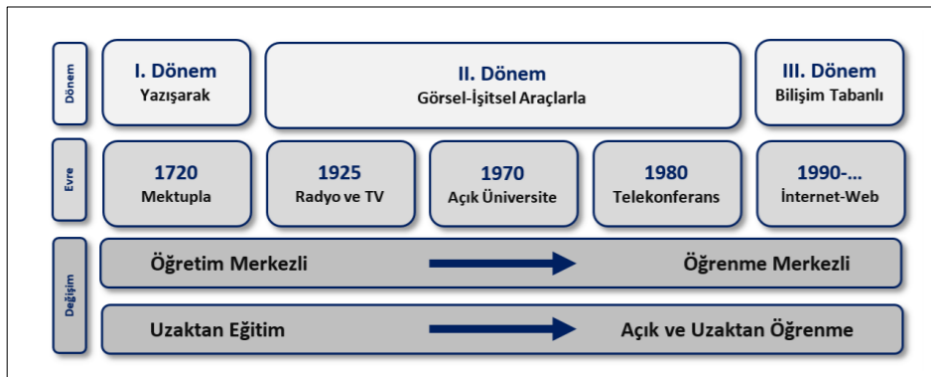 Dönem
I. Dönem
Yazışarak
II. Dönem
Görsel-İşitsel Araçlarla
III. Dönem
Bilişim Tabanlı
Evre
1720
Mektupla
1925
Radyo ve TV
1970
Açık Üniversite
1980
Telekonferans
1990-...
İnternet-Web
Değişim
Öğretim Merkezli
Öğrenme Merkezli
Uzaktan Eğitim
Açık ve Uzaktan Öğrenme